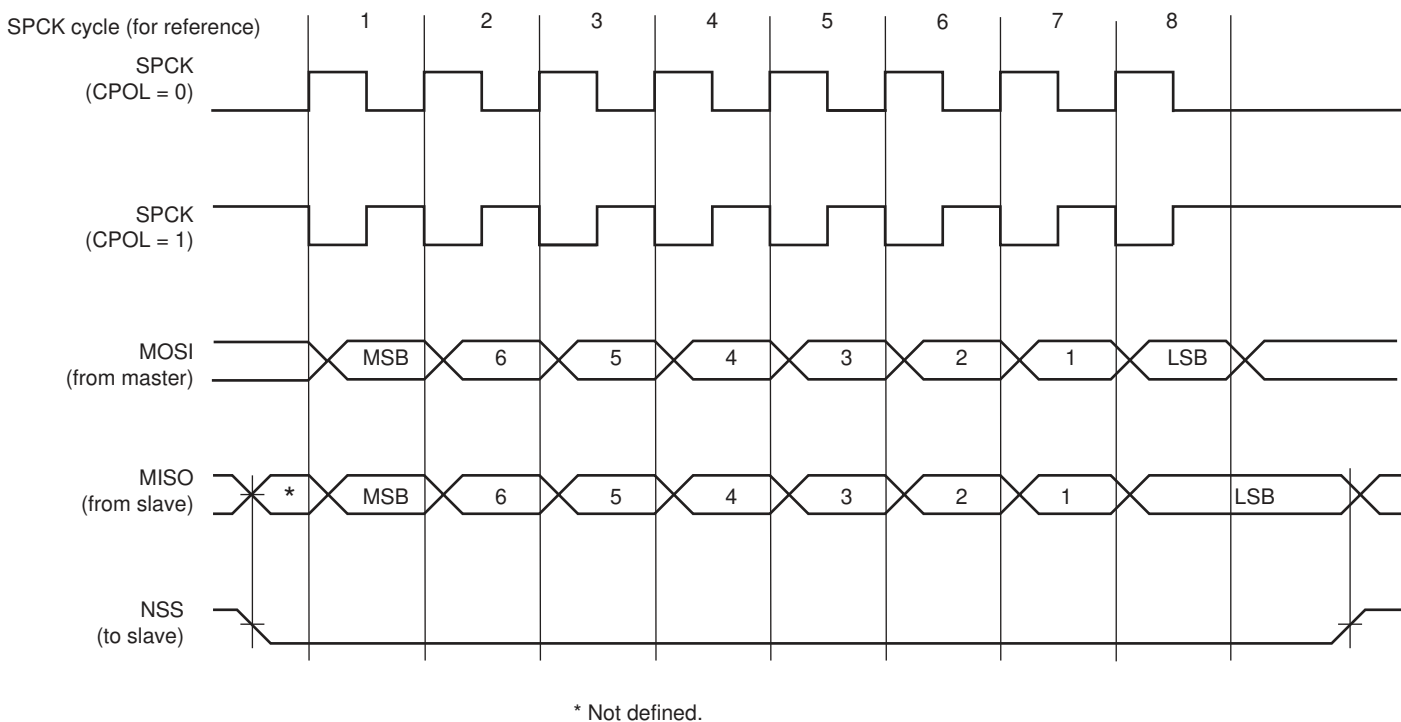 SPCK cycle (for reference) 1 2 3 4 5 6 7 8
SPCK
(CPOL = 0)
SPCK
(CPOL = 1)
MOSI
(from master)
MSB 6 5 4 3 2 1 LSB
MISO
(from slave)
* MSB 6 5 4 3 2 1 LSB
NSS
(to slave)
* Not defined.